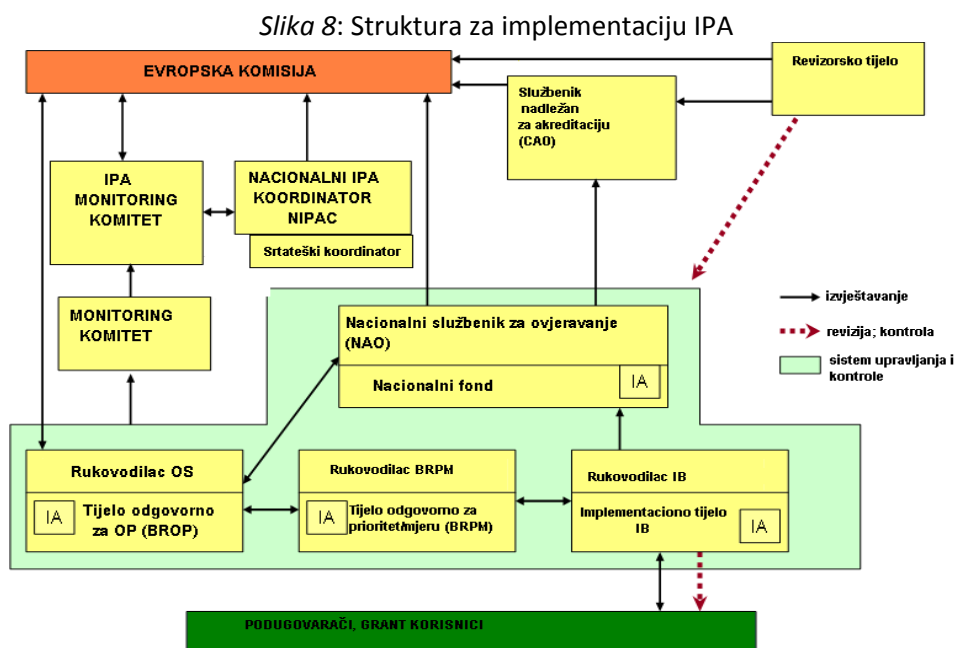 Slika 8: Struktura za implementaciju IPA
EVROPSKA KOMISIJA
Revizorsko tijelo
Službenik
nadležan
za akreditaciju
(CAO)
IPA
MONITORING
KOMITET
NACIONALNI IPA
KOORDINATOR
NIPAC
Srtateški koordinator
MONITORING
KOMITET
Nacionalni službenik za ovjeravanje
(NAO)
Nacionalni fond
IA
izvještavanje
revizija; kontrola
sistem upravljanja i
kontrole
Rukovodilac OS
IA
Tijelo odgovorno
za OP (BROP)
Rukovodilac BRPM
IA
Tijelo odgovorno za
prioritet/mjeru (BRPM)
Rukovodilac IB
Implementaciono tijelo
IB
IA
PODUGOVARAČI, GRANT KORISNICI